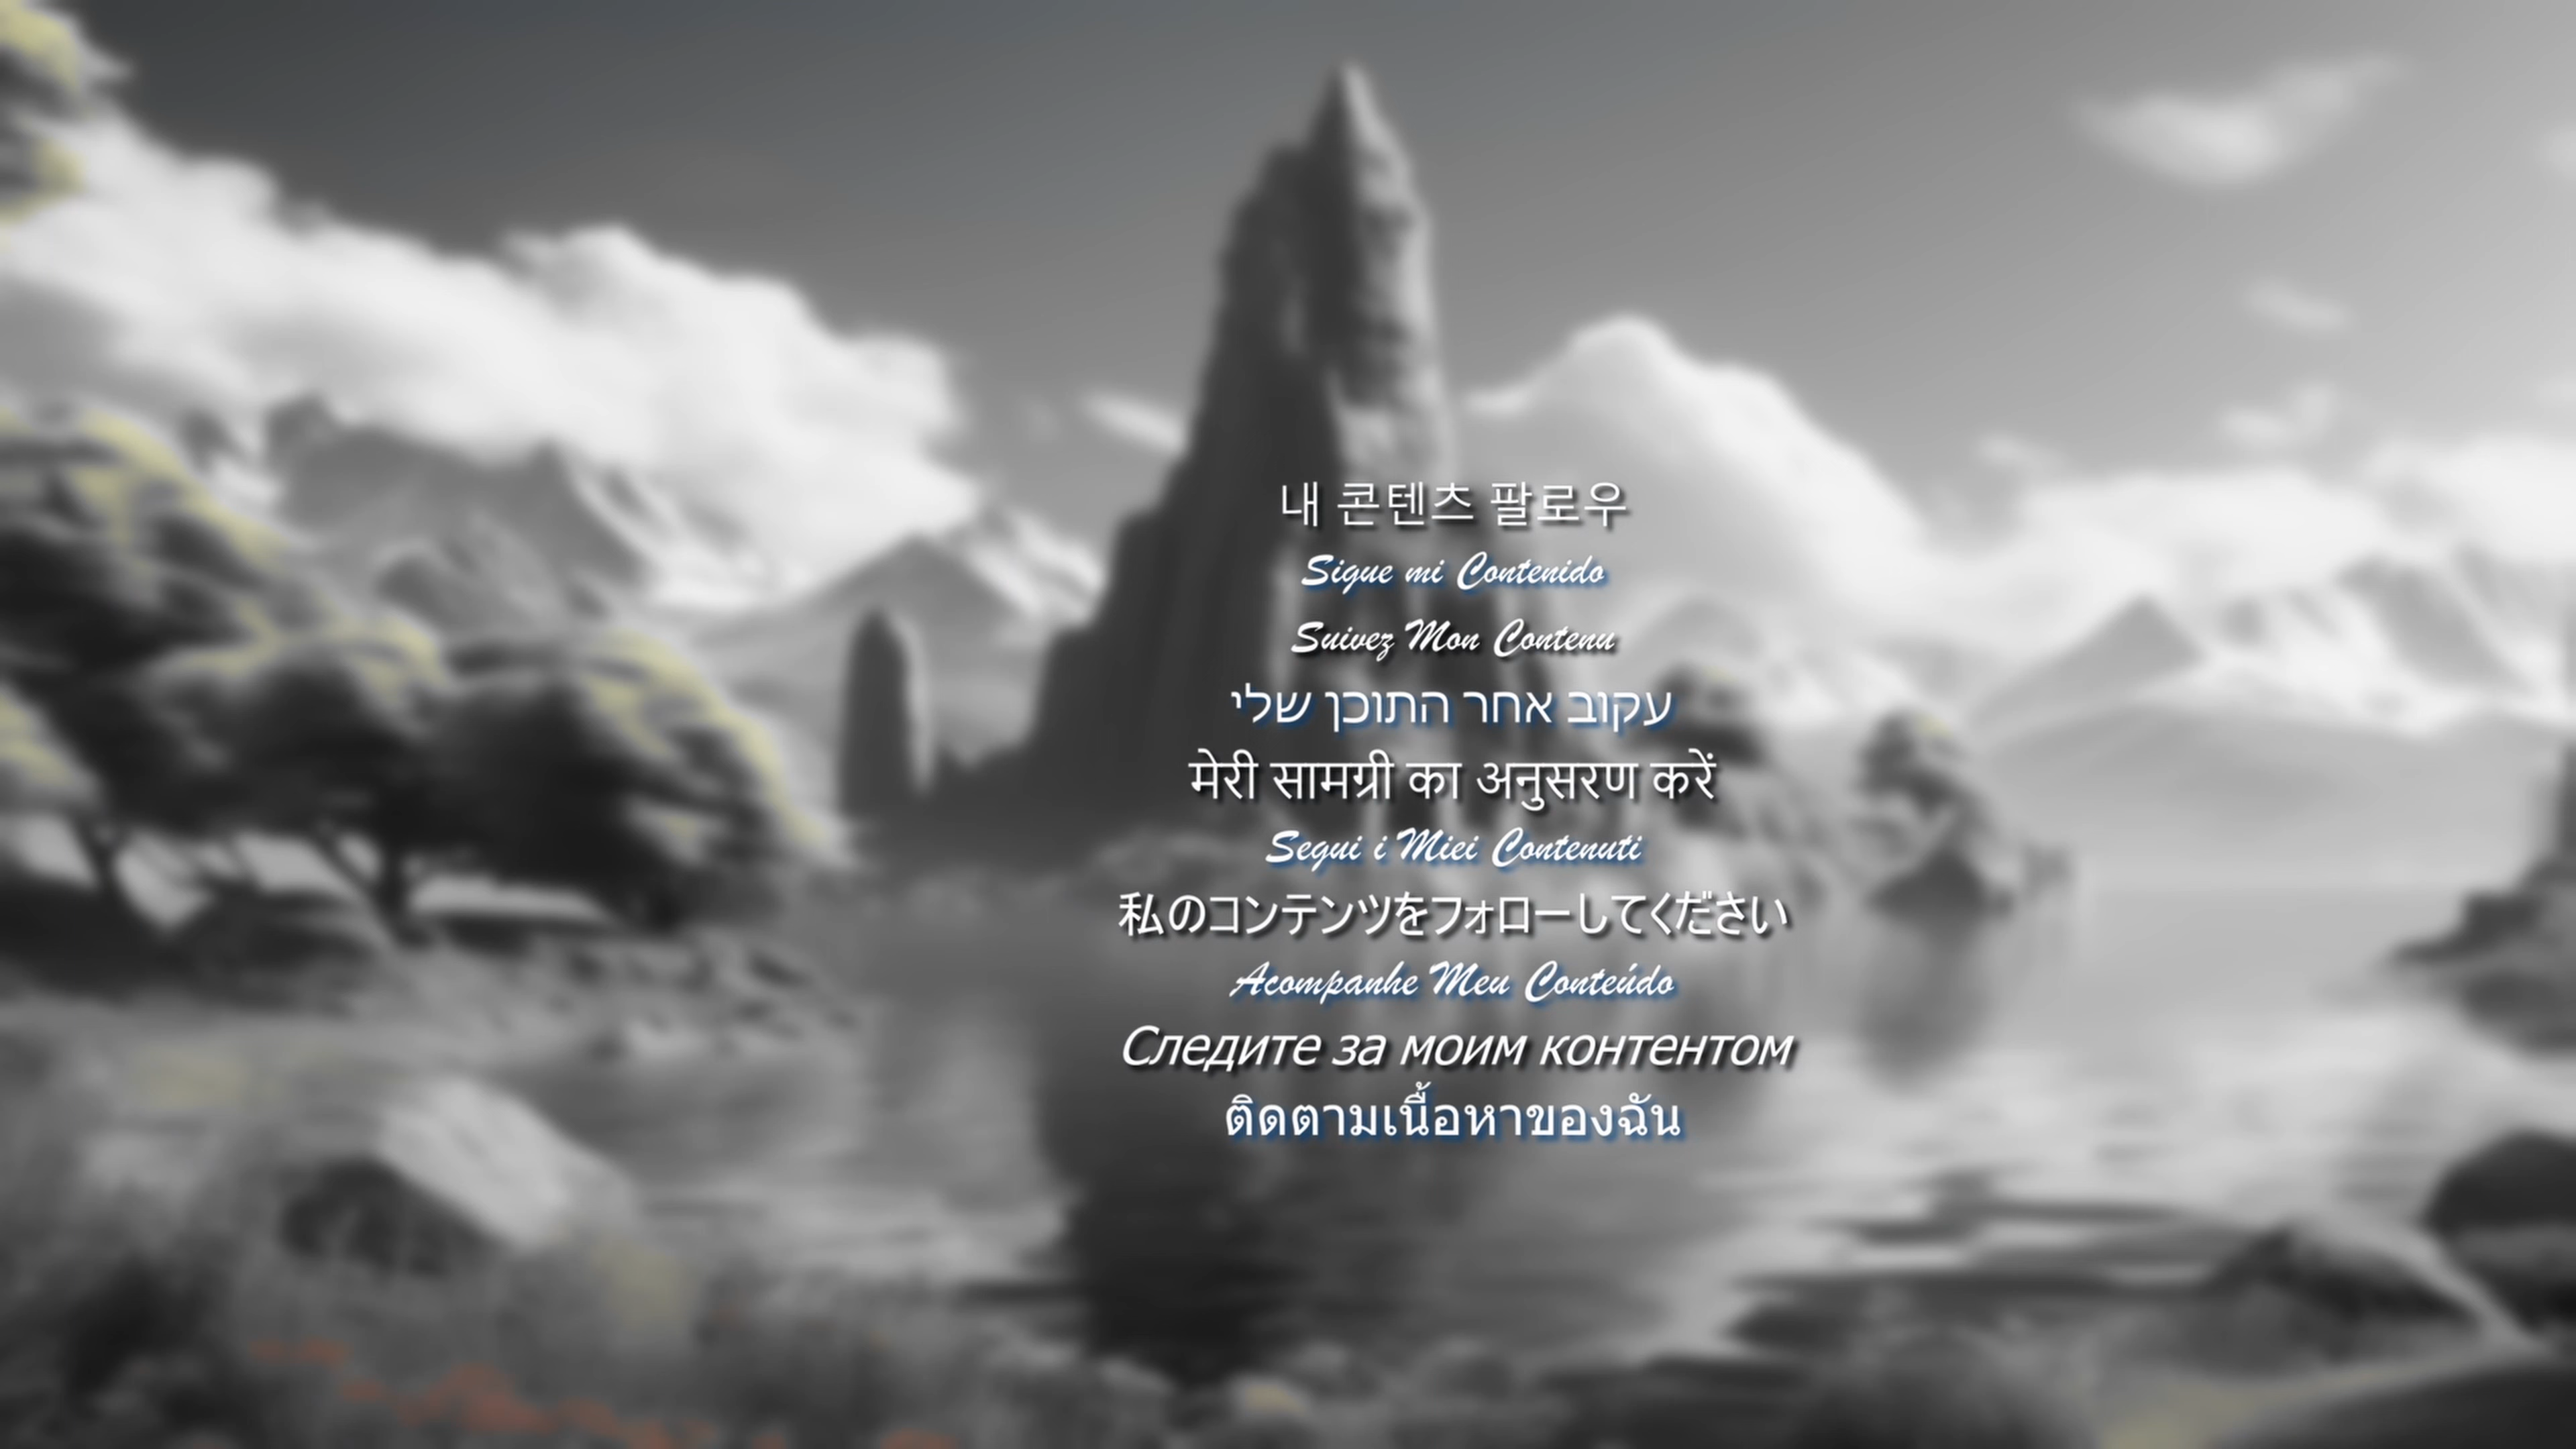 내 콘텐츠 팔로우
Sigue mi Contenido
Suivez Mon Contenu
עקוב אחר התוכן שלי
मेरी सामग्री का अनुसरण करें
Segui i Miei Contenuti
私のコンテンツをフォローしてください
Acompanhe Meu Conteúdo
Следите за моим контентом
ติดตามเนื้อหาของฉัน